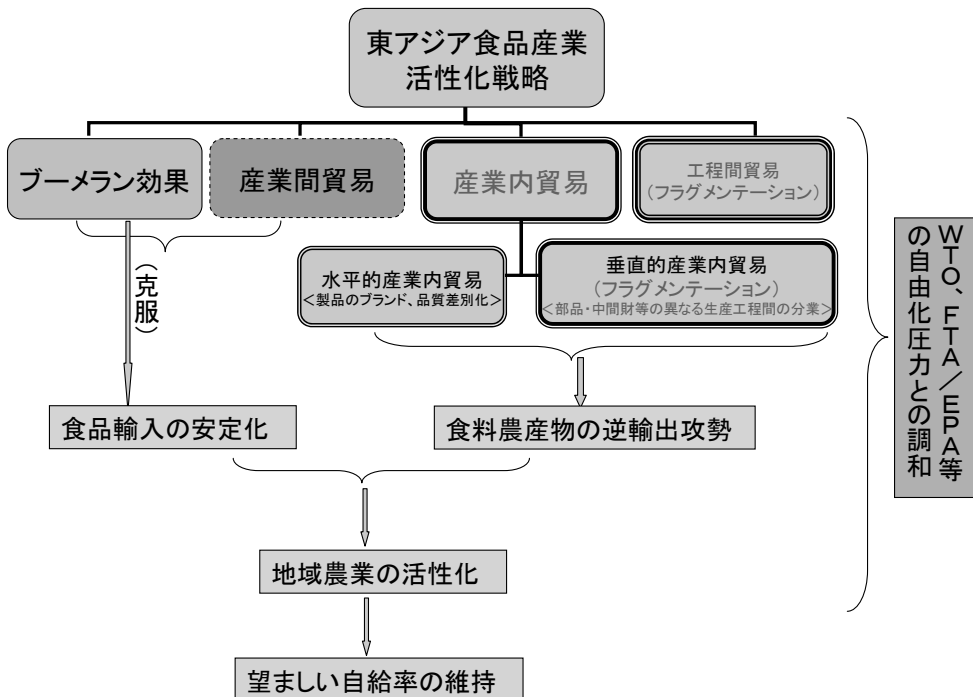 東アジア食品産業
活性化戦略
ブーメラン効果
産業間貿易
産業内貿易
工程間貿易
(フラグメンテーション)
水平的産業内貿易
<製品のブランド、品質差別化>
垂直的産業内貿易
(フラグメンテーション)
<部品・中間財等の異なる生産工程間の分業>
(克服)
食品輸入の安定化
食料農産物の逆輸出攻勢
地域農業の活性化
望ましい自給率の維持
WTO、FTA/EPA等
の自由化圧力との調和